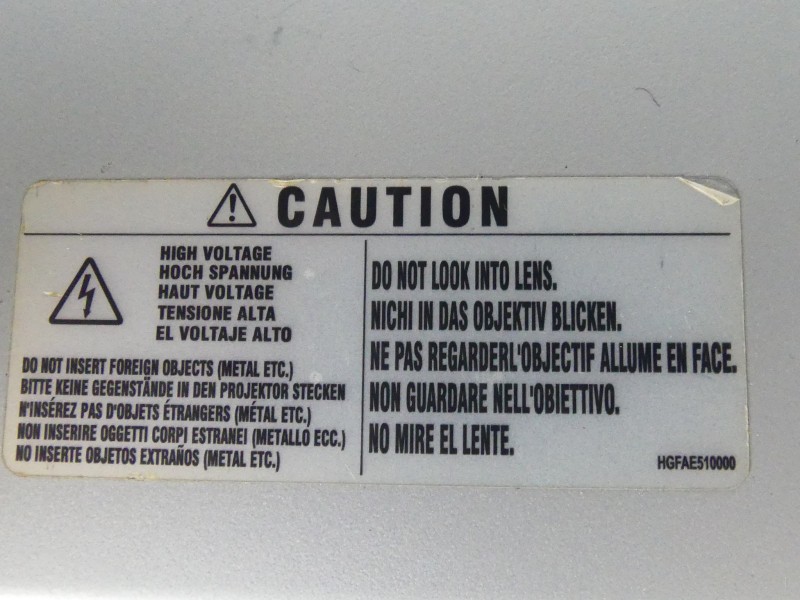 CAUTION
HIGH VOLTAGE
HOCH SPANNUNG
HAUT VOLTAGE
TENSIONE ALTA
EL VOLTAJE ALTO
DO NOT INSERT FOREIGN OBJECTS (METAL ETC.)
BITTE KEINE GEGENSTÄNDE IN DEN PROJEKTOR STECKEN
N'INSÉREZ PAS D'OBJETS ÉTRANGERS (MÉTAL ETC.)
NON INSERIRE OGGETTI CORPI ESTRANEI (METALLO ECC.)
NO INSERTE OBJETOS EXTRAÑOS (METAL ETC.)
DO NOT LOOK INTO LENS.
NICHI IN DAS OBJEKTIV BLICKEN.
NE PAS REGARDERL'OBJECTIF ALLUME EN FACE.
NON GUARDARE NELL'OBIETTIVO.
NO MIRE EL LENTE.
HGFAE510000